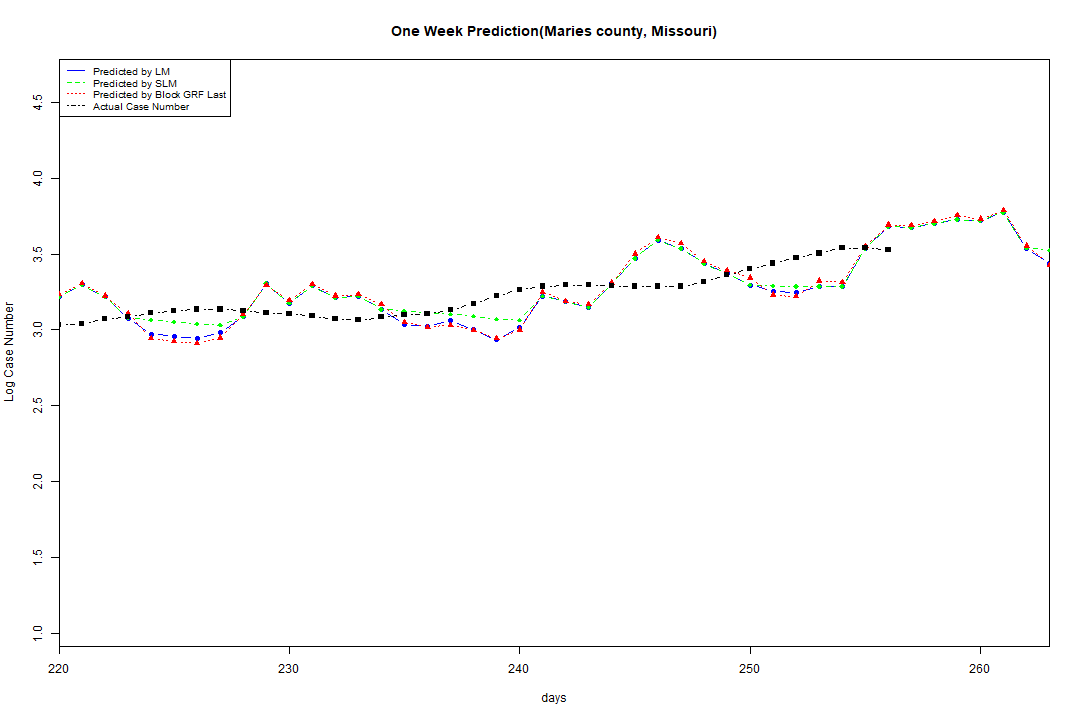 One Week Prediction(Maries county, Missouri)
Predicted by LM
Predicted by SLM
Predicted by Block GRF Last
Actual Case Number
4.5
4.0
3.5
3.0
2.5
2.0
1.5
1.0
Log Case Number
220 230 240 250 260
days